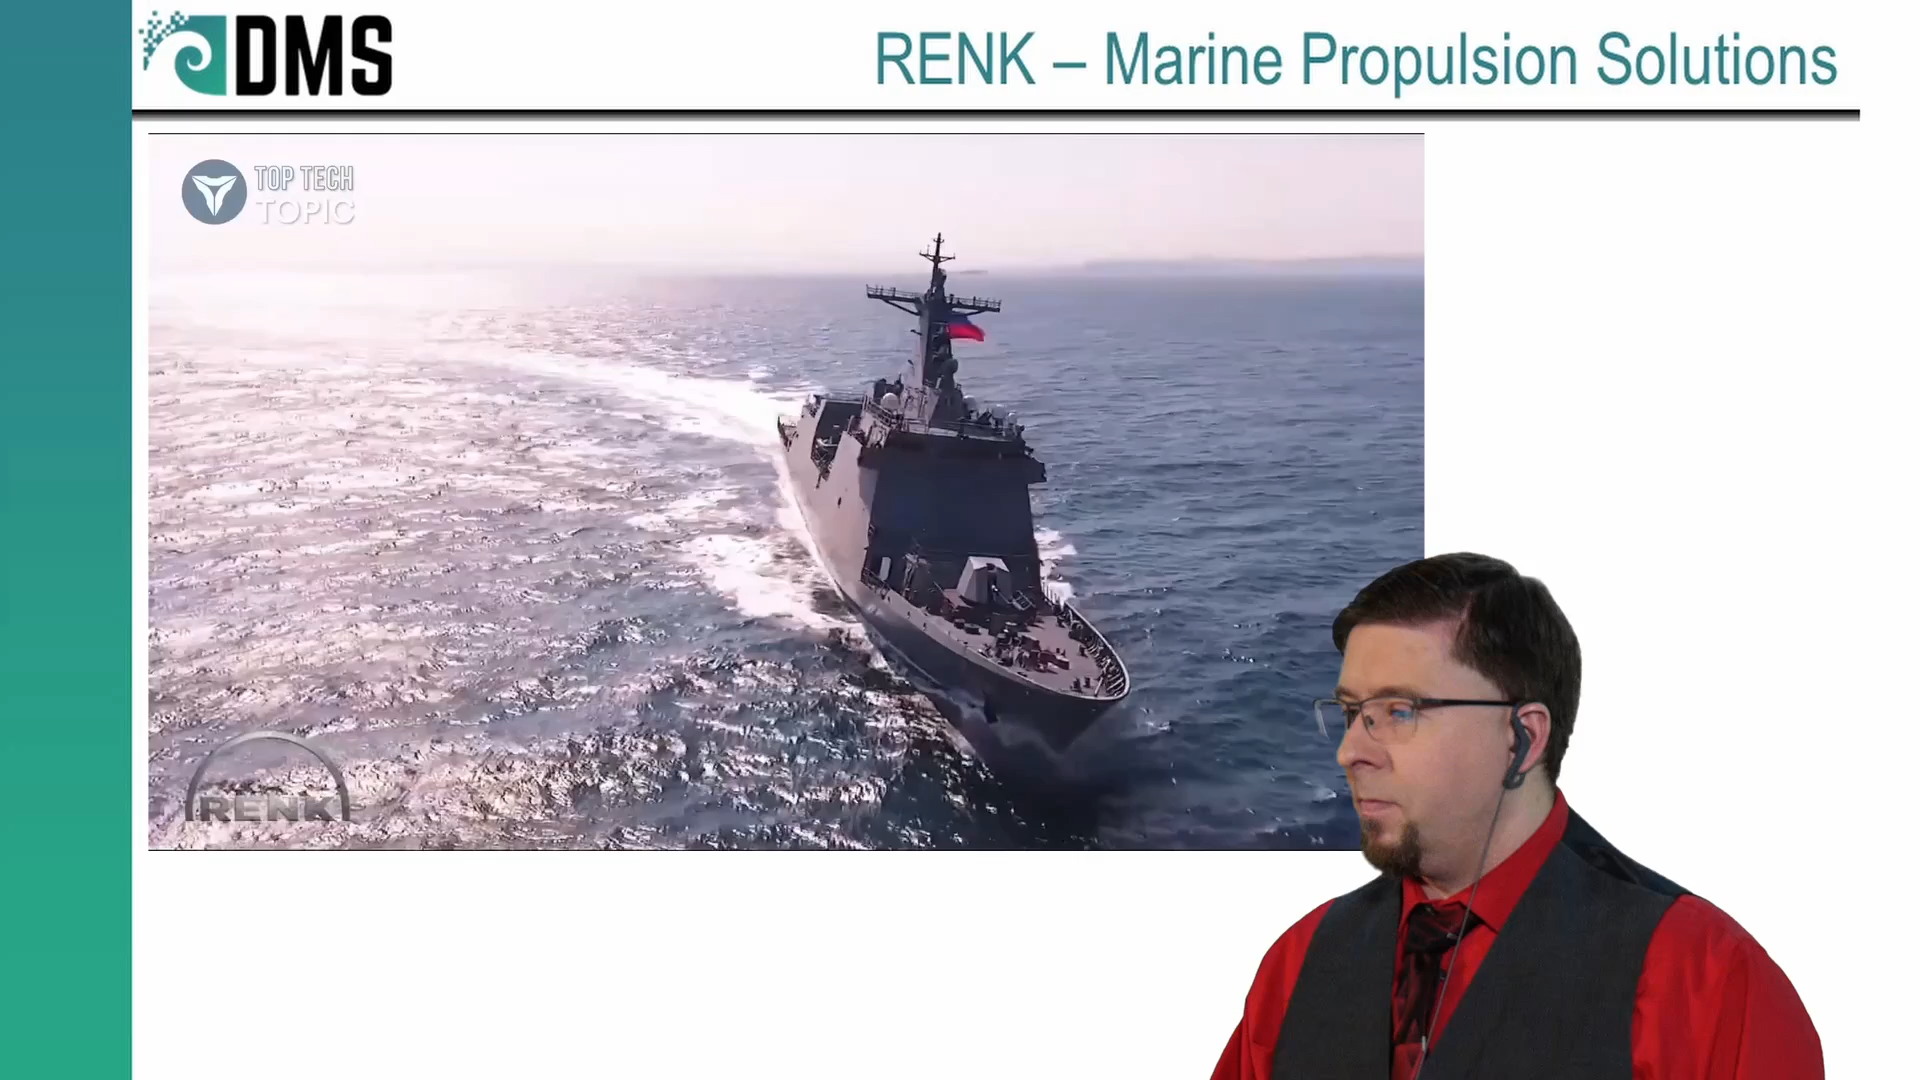 DMS
RENK – Marine Propulsion Solutions
TOP TECH
TOPIC
RENK